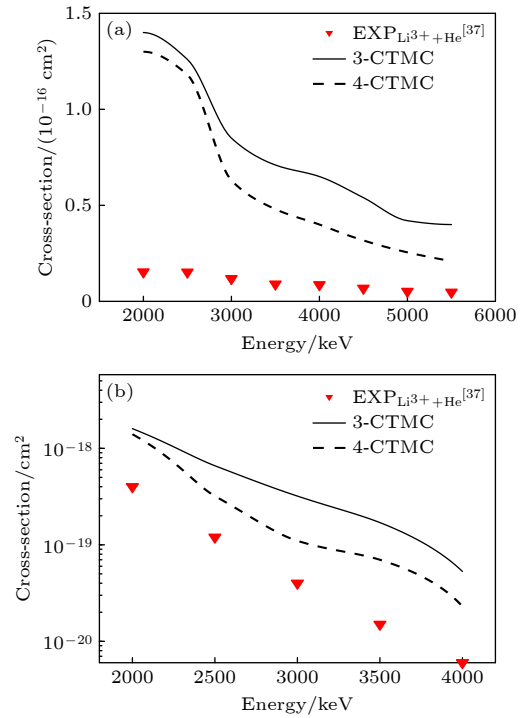 (a)
EXP_Li³⁺+He^[37]
3-CTMC
4-CTMC
Cross-section/(10⁻¹⁶ cm²)
1.5
1.0
0.5
0
2000 3000 4000 5000 6000
Energy/keV
(b)
EXP_Li³⁺+He^[37]
3-CTMC
4-CTMC
Cross-section/cm²
10⁻¹⁸
10⁻¹⁹
10⁻²⁰
2000 2500 3000 3500 4000
Energy/keV